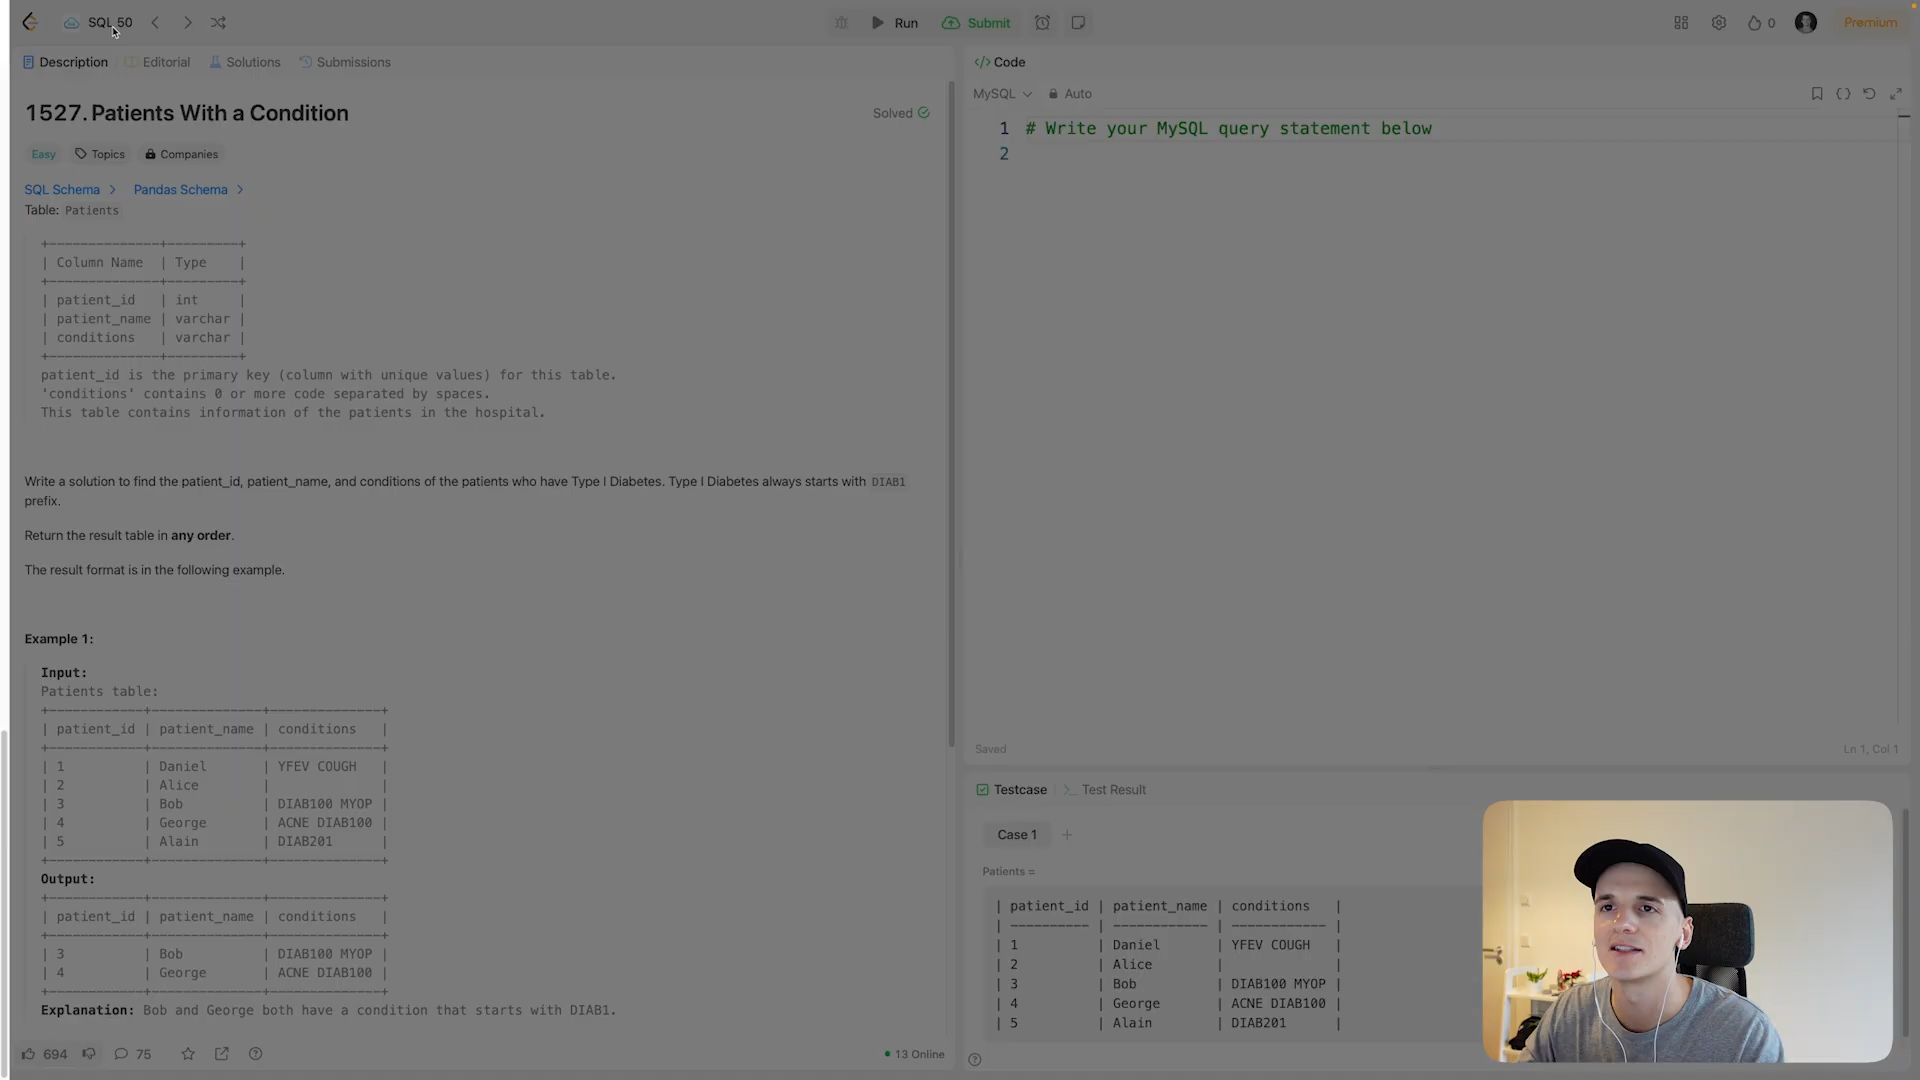 SQL 50
Run
Submit
0
Premium
Description
Editorial
Solutions
Submissions
1527. Patients With a Condition
Solved
Easy
Topics
Companies
SQL Schema
Pandas Schema
Table: Patients
+--------------+---------+
| Column Name  | Type    |
+--------------+---------+
| patient_id   | int     |
| patient_name | varchar |
| conditions   | varchar |
+--------------+---------+
patient_id is the primary key (column with unique values) for this table.
'conditions' contains 0 or more code separated by spaces.
This table contains information of the patients in the hospital.
Write a solution to find the patient_id, patient_name, and conditions of the patients who have Type I Diabetes. Type I Diabetes always starts with DIAB1
prefix.
Return the result table in any order.
The result format is in the following example.
Example 1:
Input:
Patients table:
+------------+--------------+--------------+
| patient_id | patient_name | conditions   |
+------------+--------------+--------------+
| 1          | Daniel       | YFEV COUGH   |
| 2          | Alice        |              |
| 3          | Bob          | DIAB100 MYOP |
| 4          | George       | ACNE DIAB100 |
| 5          | Alain        | DIAB201      |
+------------+--------------+--------------+
Output:
+------------+--------------+--------------+
| patient_id | patient_name | conditions   |
+------------+--------------+--------------+
| 3          | Bob          | DIAB100 MYOP |
| 4          | George       | ACNE DIAB100 |
+------------+--------------+--------------+
Explanation: Bob and George both have a condition that starts with DIAB1.
694
75
13 Online
</> Code
MySQL
Auto
1 # Write your MySQL query statement below
2
Saved
Ln 1, Col 1
Testcase
Test Result
Case 1
+
Patients =
| patient_id | patient_name | conditions   |
| ---------- | ------------ | ------------ |
| 1          | Daniel       | YFEV COUGH   |
| 2          | Alice        |              |
| 3          | Bob          | DIAB100 MYOP |
| 4          | George       | ACNE DIAB100 |
| 5          | Alain        | DIAB201      |